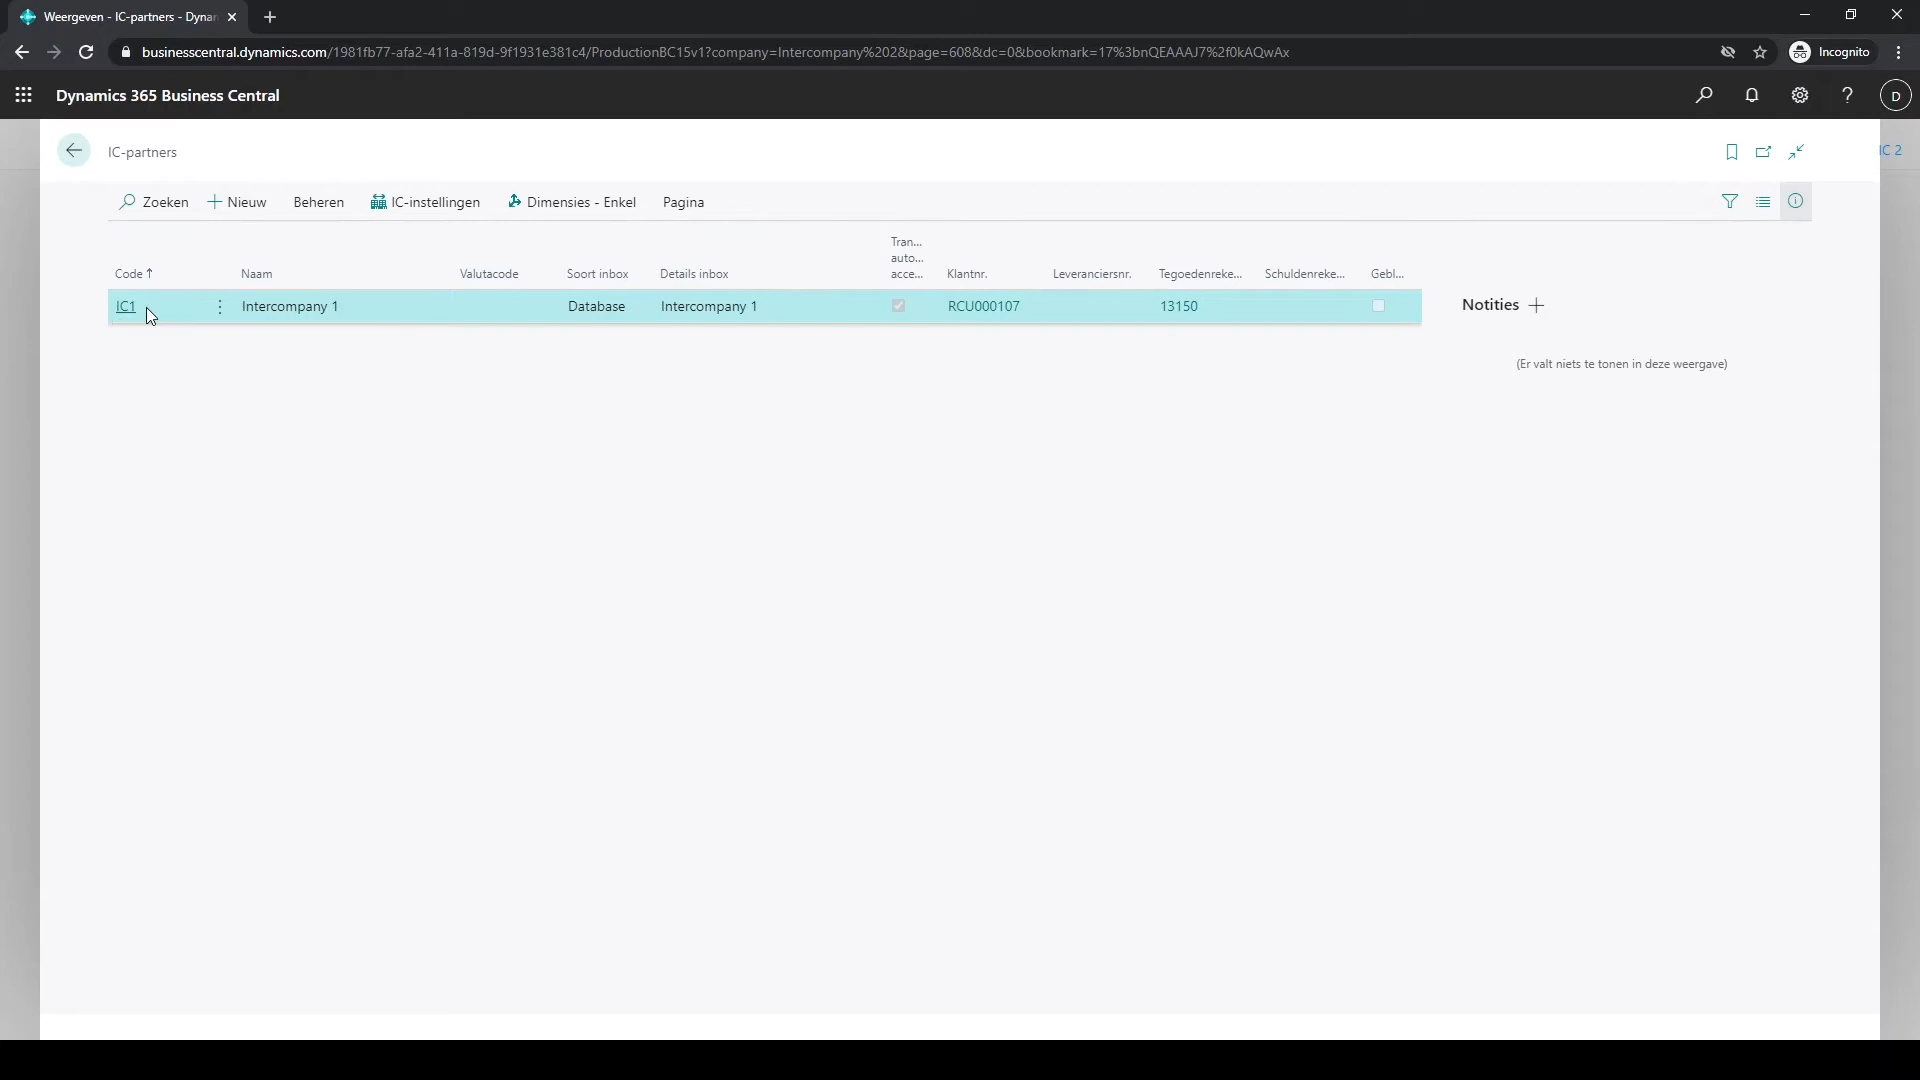 Weergeven - IC-partners - Dynan
businesscentral.dynamics.com/1981fb77-afa2-411a-819d-9f1931e381c4/ProductionBC15v1?company=Intercompany%202&page=608&dc=0&bookmark=17%3bnQEAAAJ7%2f0kAQwAx
Incognito
Dynamics 365 Business Central
D
IC-partners
IC 2
Zoeken
Nieuw
Beheren
IC-instellingen
Dimensies - Enkel
Pagina
Code
Naam
Valutacode
Soort inbox
Details inbox
Tran...
auto...
acce...
Klantnr.
Leveranciersnr.
Tegoedenreke...
Schuldenreke...
Gebl...
IC1
Intercompany 1
Database
Intercompany 1
RCU000107
13150
Notities
(Er valt niets te tonen in deze weergave)